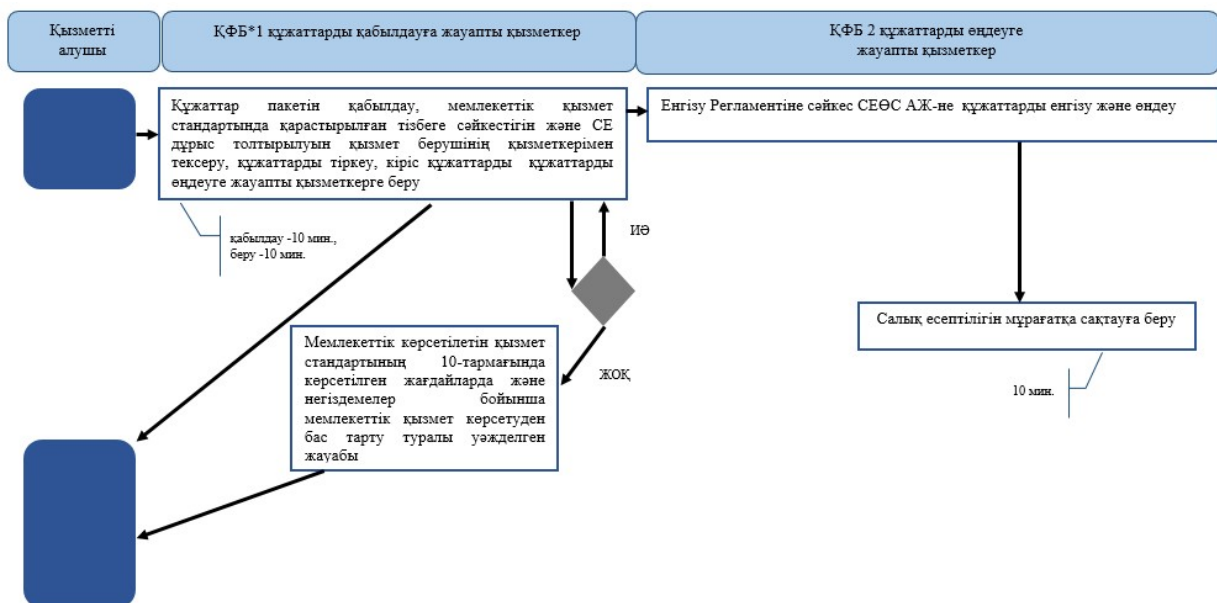 Қызметті
алушы
ҚФБ*1 құжаттарды қабылдауға жауапты қызметкер
ҚФБ 2 құжаттарды өңдеуге
жауапты қызметкер
Құжаттар пакетін қабылдау, мемлекеттік қызмет
стандартында қарастырылған тізбеге сәйкестігін және СЕ
дұрыс толтырылуын қызмет берушінің қызметкерімен
тексеру, құжаттарды тіркеу, кіріс құжаттарды құжаттарды
өңдеуге жауапты қызметкерге беру
Енгізу Регламентіне сәйкес СЕӨС АЖ-не құжаттарды енгізу және өндеу
қабылдау -10 мин.,
беру -10 мин.
ИӘ
Салық есептілігін мұрағатқа сақтауға беру
Мемлекеттік көрсетілетін қызмет
стандартының 10-тармағында
көрсетілген жағдайларда және
негіздемелер бойынша
мемлекеттік қызмет көрсетуден
бас тарту туралы уәжделген
жауабы
ЖОҚ
10 мин.